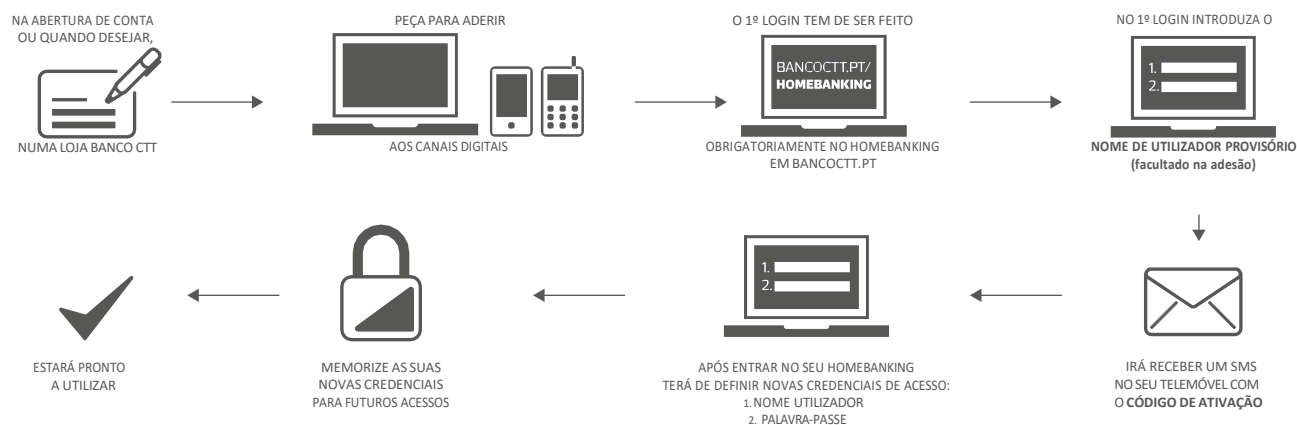 NA ABERTURA DE CONTA
OU QUANDO DESEJAR,
NUMA LOJA BANCO CTT
PEÇA PARA ADERIR
AOS CANAIS DIGITAIS
O 1º LOGIN TEM DE SER FEITO
BANCOCTT.PT/
HOMEBANKING
OBRIGATORIAMENTE NO HOMEBANKING
EM BANCOCTT.PT
NO 1º LOGIN INTRODUZA O
1.
2.
NOME DE UTILIZADOR PROVISÓRIO
(facultado na adesão)
IRÁ RECEBER UM SMS
NO SEU TELEMÓVEL COM
O CÓDIGO DE ATIVAÇÃO
1.
2.
APÓS ENTRAR NO SEU HOMEBANKING
TERÁ DE DEFINIR NOVAS CREDENCIAIS DE ACESSO:
1. NOME UTILIZADOR
2. PALAVRA-PASSE
MEMORIZE AS SUAS
NOVAS CREDENCIAIS
PARA FUTUROS ACESSOS
ESTARÁ PRONTO
A UTILIZAR